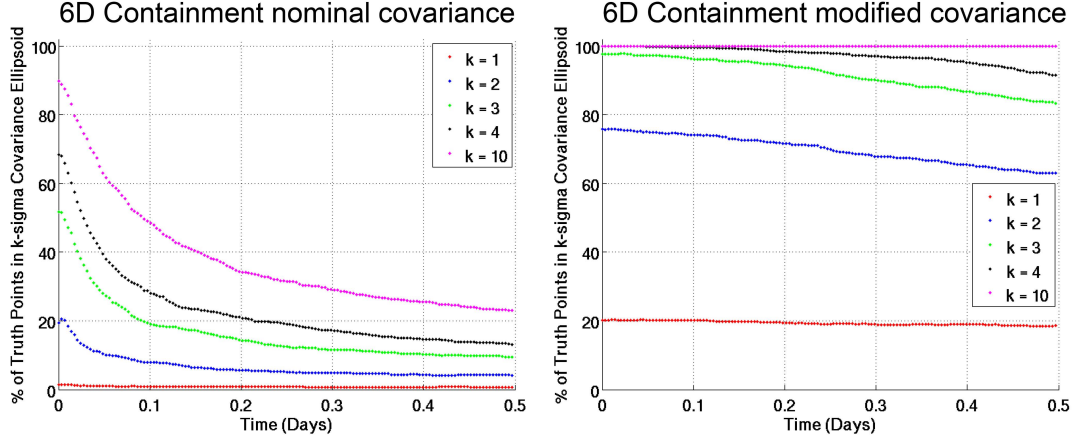 6D Containment nominal covariance
% of Truth Points in k-sigma Covariance Ellipsoid
100
80
60
40
20
0
k = 1
k = 2
k = 3
k = 4
k = 10
0
0.1
0.2
0.3
0.4
0.5
Time (Days)
6D Containment modified covariance
% of Truth Points in k-sigma Covariance Ellipsoid
100
80
60
40
20
0
k = 1
k = 2
k = 3
k = 4
k = 10
0
0.1
0.2
0.3
0.4
0.5
Time (Days)